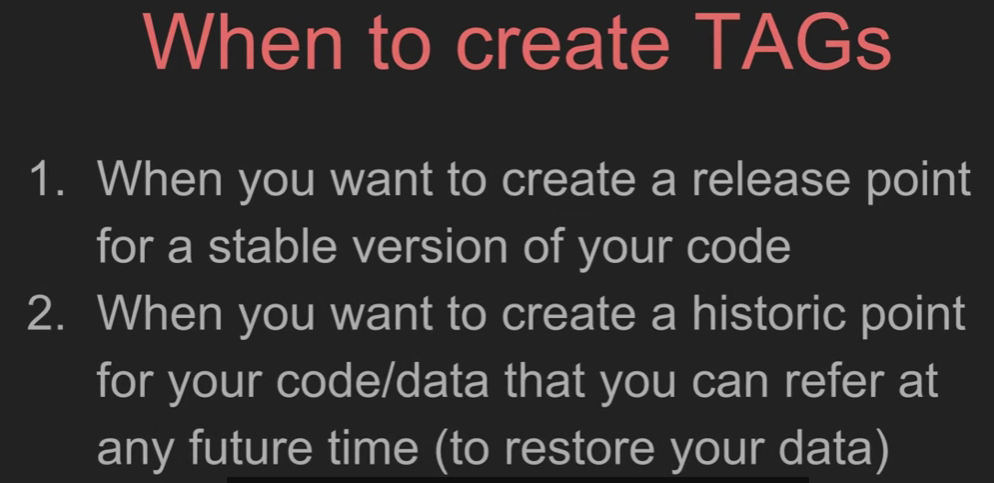 When to create TAGs
1. When you want to create a release point
for a stable version of your code
2. When you want to create a historic point
for your code/data that you can refer at
any future time (to restore your data)